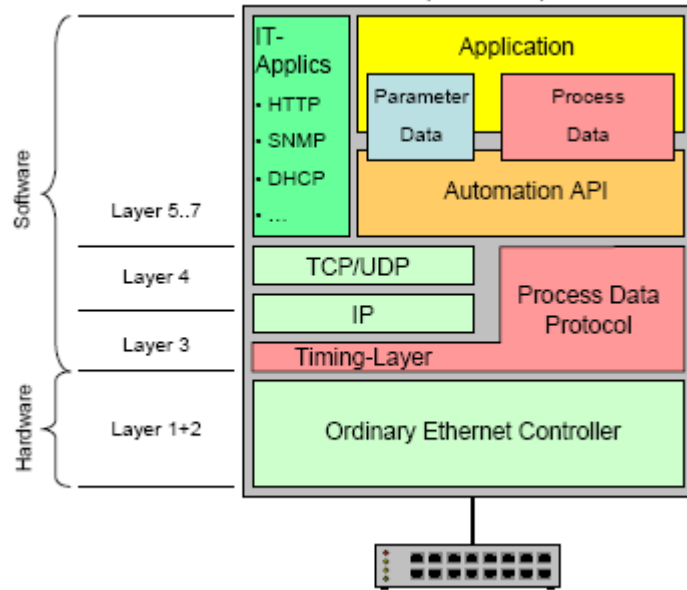 IT-
Applics
• HTTP
• SNMP
• DHCP
• ...
Application
Parameter
Data
Process
Data
Automation API
Software
Layer 5..7
Layer 4
Layer 3
TCP/UDP
IP
Process Data
Protocol
Timing-Layer
Hardware
Layer 1+2
Ordinary Ethernet Controller